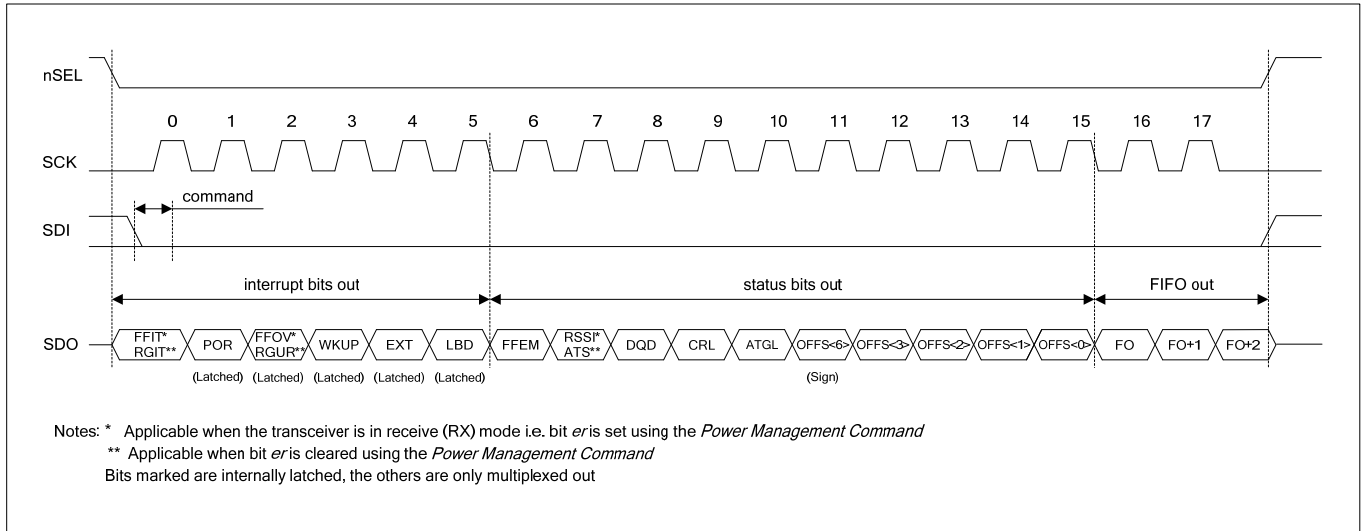 nSEL
0 1 2 3 4 5 6 7 8 9 10 11 12 13 14 15 16 17
SCK
command
SDI
interrupt bits out status bits out FIFO out
SDO
FFIT* RGIT** POR FFOV* RGUR** WKUP EXT LBD FFEM RSSI* ATS** DQD CRL ATGL OFFS<6> OFFS<3> OFFS<2> OFFS<1> OFFS<0> FO FO+1 FO+2
(Latched) (Latched) (Latched) (Latched) (Latched) (Sign)
Notes: * Applicable when the transceiver is in receive (RX) mode i.e. bit er is set using the Power Management Command
** Applicable when bit er is cleared using the Power Management Command
Bits marked are internally latched, the others are only multiplexed out